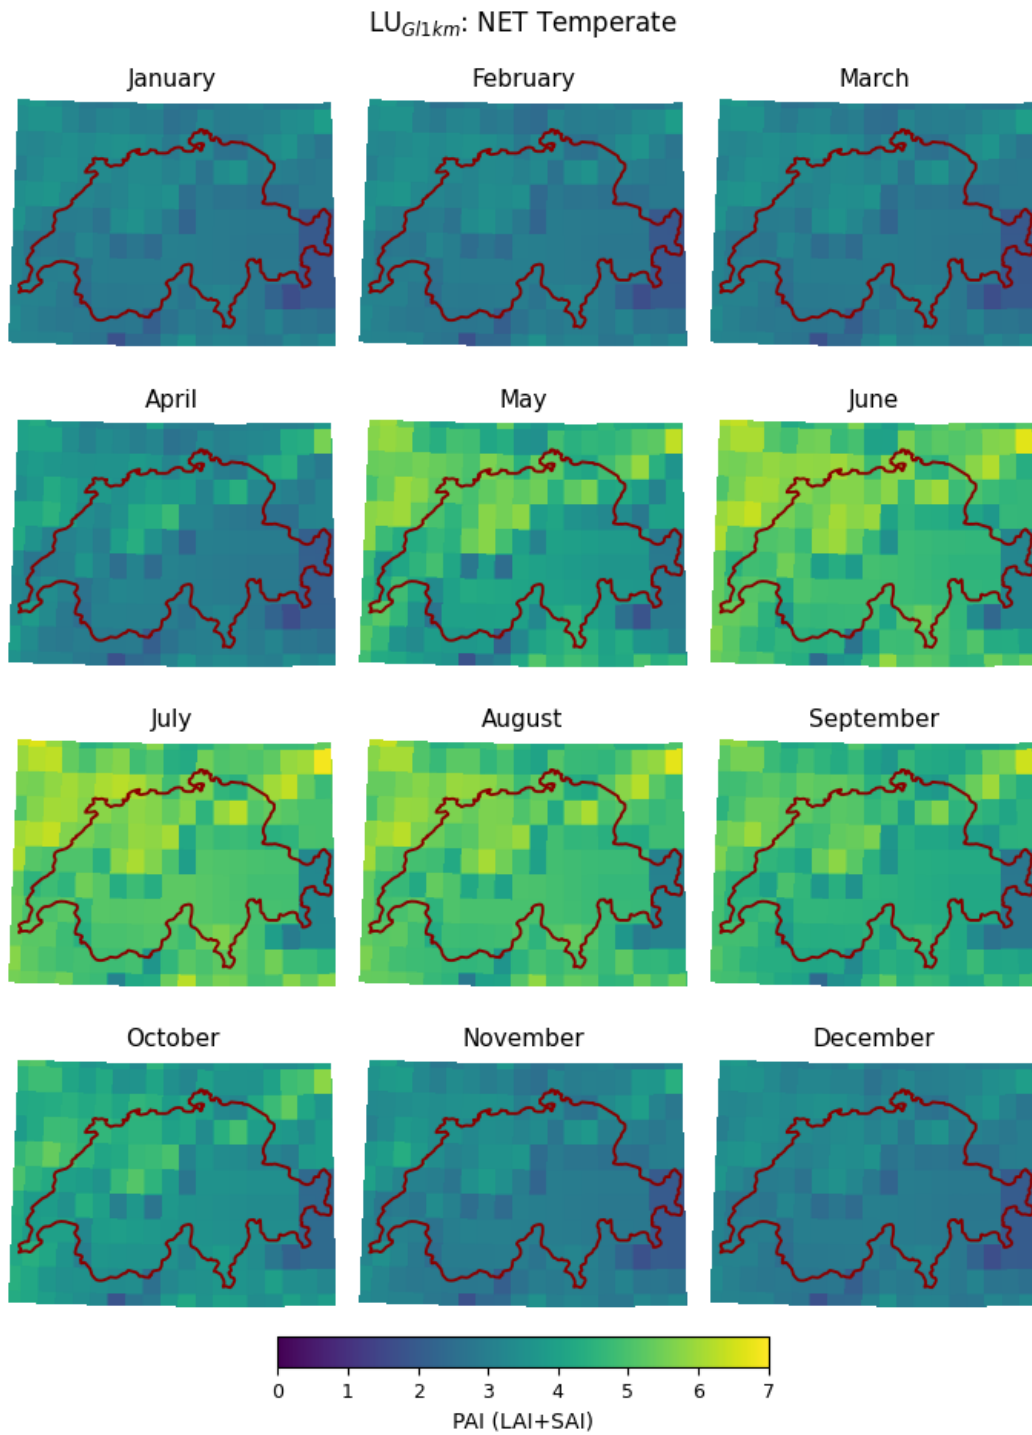 LU_Gl1km: NET Temperate
January February March
April May June
July August September
October November December
0 1 2 3 4 5 6 7
PAI (LAI+SAI)